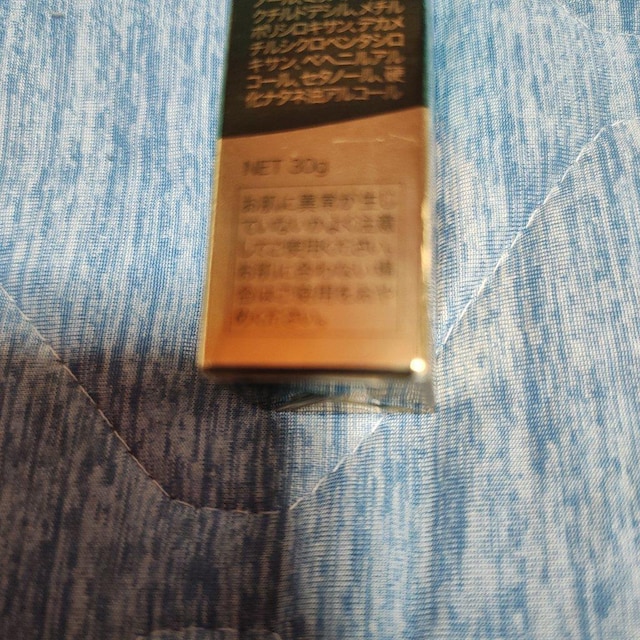 クチルドデシル、メチル
ポリシロキサン、デカメ
チルシクロペンタシロ
キサン、ベヘニルアル
コール、セタノール、硬
化ナタネ油アルコール
NET 30g
お肌に異常が生じ
ていないかよく注意
してご使用ください。
お肌に合わない場
合はご使用をおや
めください。